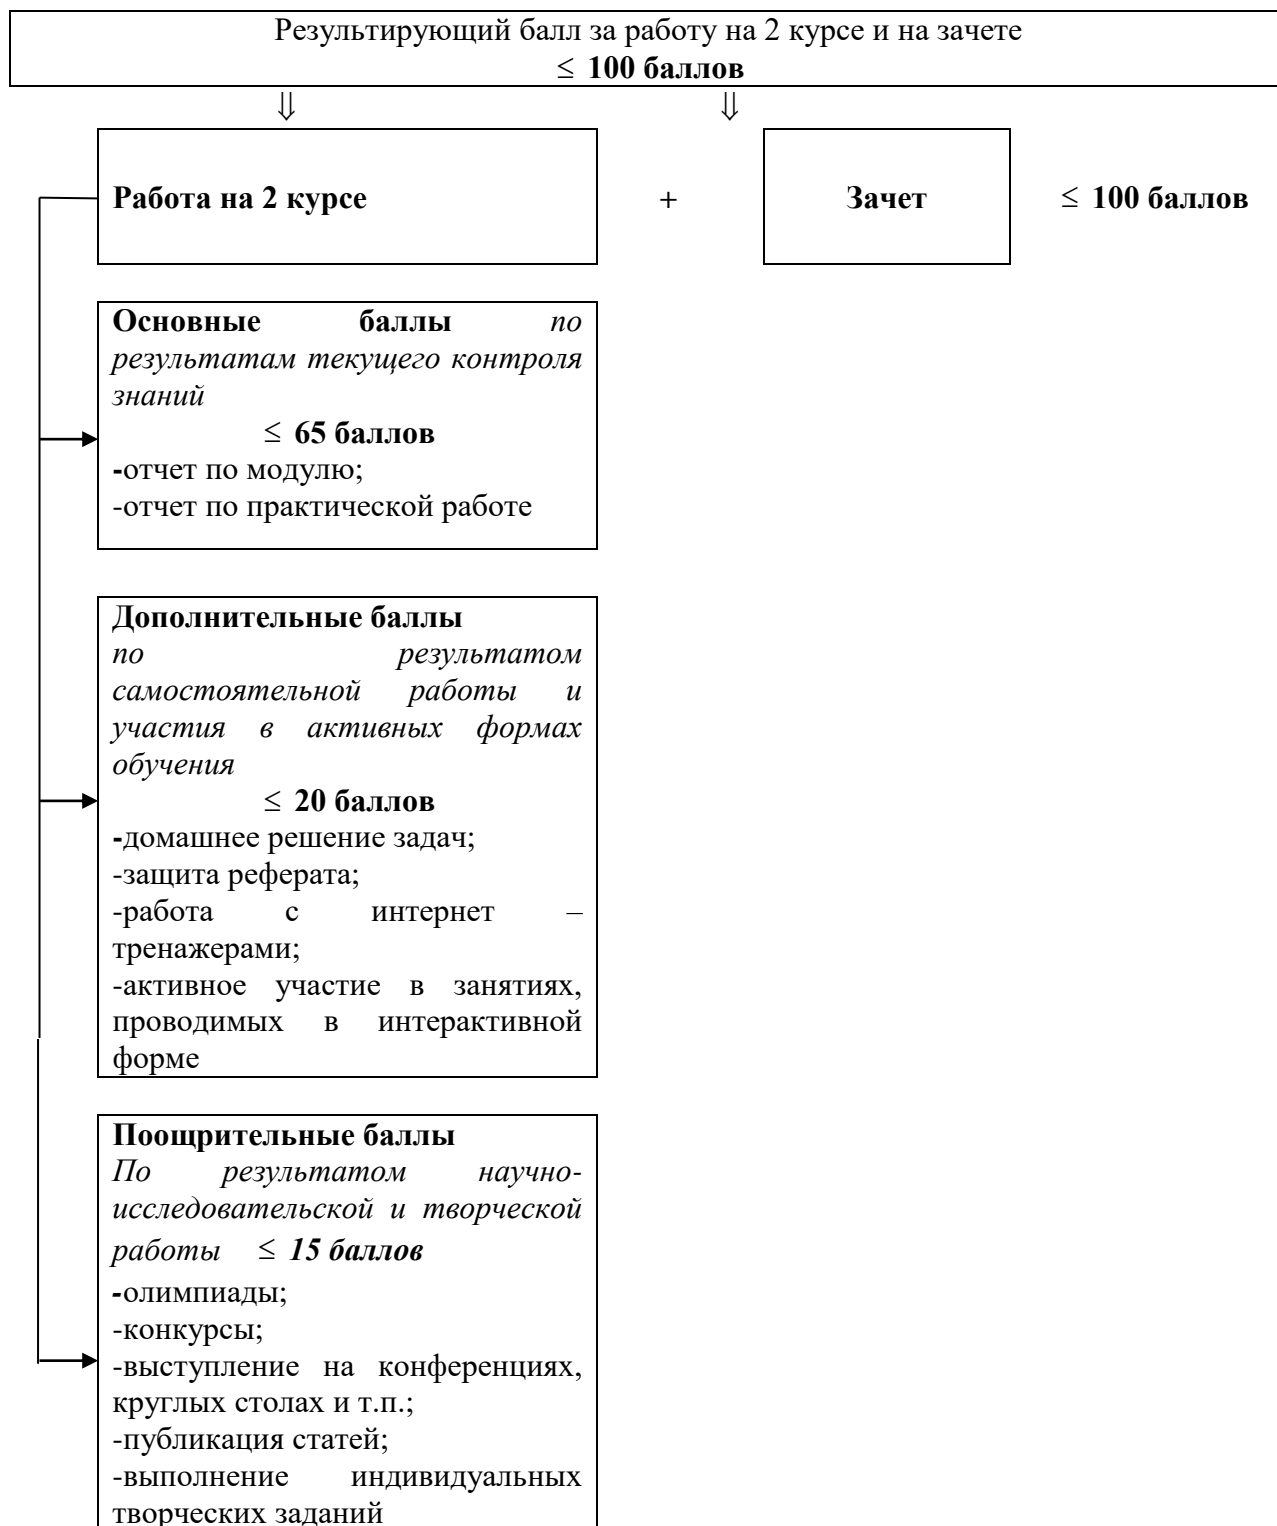 Результирующий балл за работу на 2 курсе и на зачете
≤ 100 баллов
⇓ ⇓
Работа на 2 курсе + Зачет ≤ 100 баллов
Основные баллы по
результатам текущего контроля
знаний
≤ 65 баллов
-отчет по модулю;
-отчет по практической работе
Дополнительные баллы
по результатом
самостоятельной работы и
участия в активных формах
обучения
≤ 20 баллов
-домашнее решение задач;
-защита реферата;
-работа с интернет –
тренажерами;
-активное участие в занятиях,
проводимых в интерактивной
форме
Поощрительные баллы
По результатом научно-
исследовательской и творческой
работы ≤ 15 баллов
-олимпиады;
-конкурсы;
-выступление на конференциях,
круглых столах и т.п.;
-публикация статей;
-выполнение индивидуальных
творческих заданий